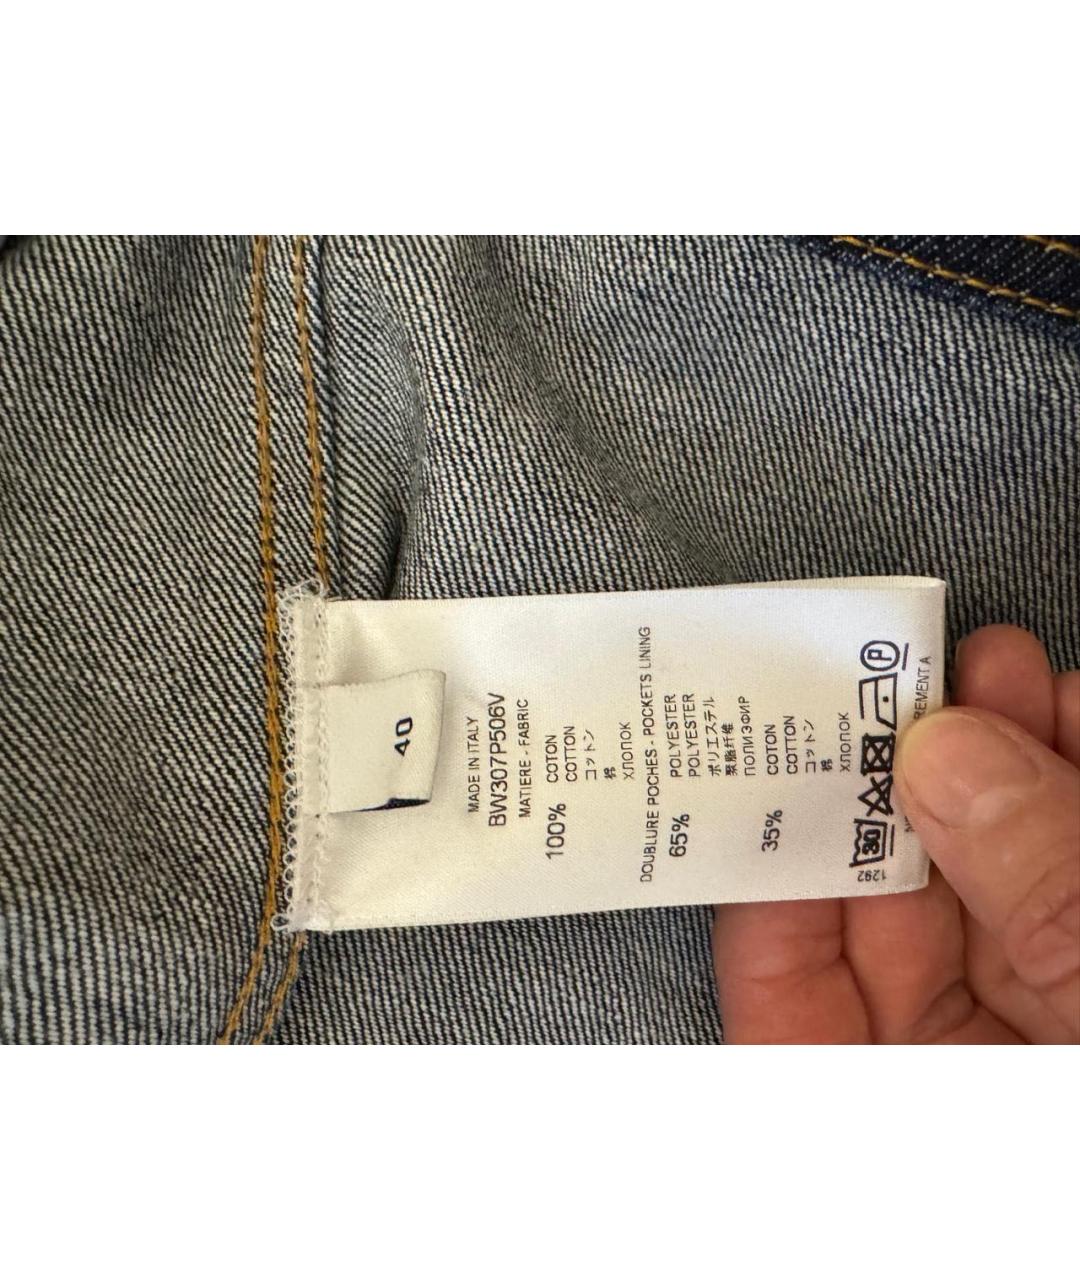 40
MADE IN ITALY
BW307P506V
MATIERE - FABRIC
100% COTON
COTTON
コットン
棉
ХЛОПОК
DOUBLURE POCHES - POCKETS LINING
65% POLYESTER
POLYESTER
ポリエステル
聚脂纤维
ПОЛИЭФИР
35% COTON
COTTON
コットン
棉
ХЛОПОК
30 P
1292